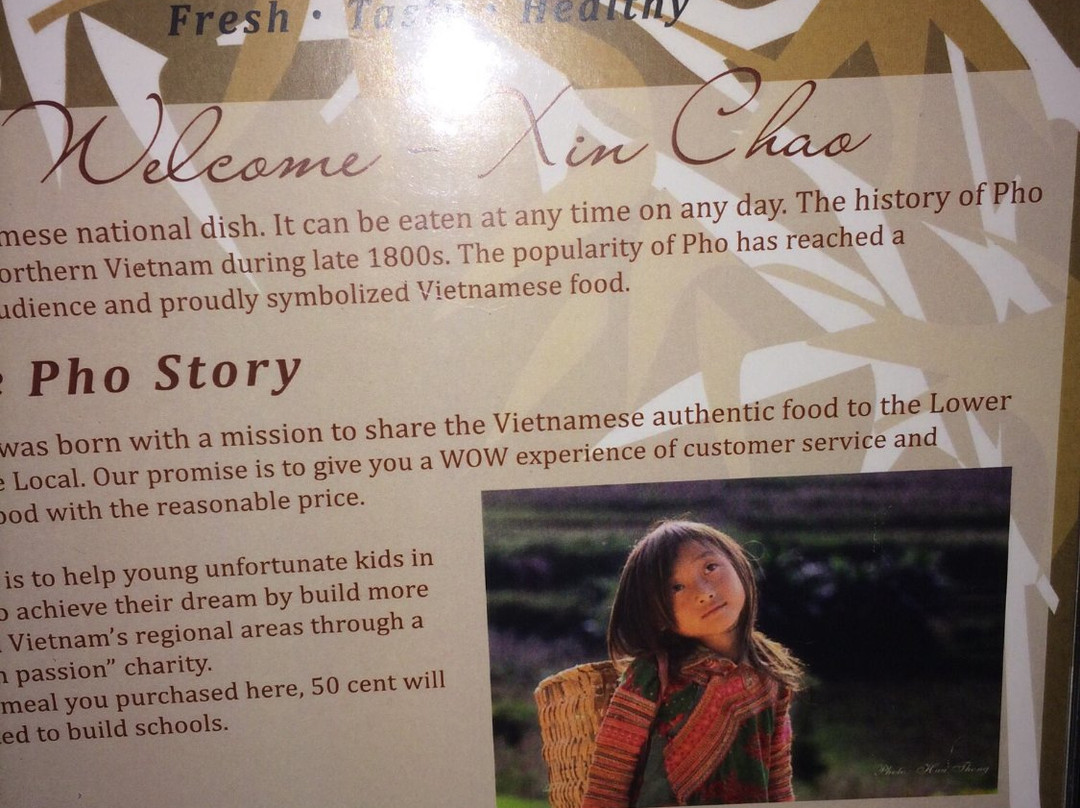 Fresh · Tasty · Healthy
Welcome - Xin Chao
mese national dish. It can be eaten at any time on any day. The history of Pho
orthern Vietnam during late 1800s. The popularity of Pho has reached a
udience and proudly symbolized Vietnamese food.
e Pho Story
was born with a mission to share the Vietnamese authentic food to the Lower
e Local. Our promise is to give you a WOW experience of customer service and
ood with the reasonable price.
is to help young unfortunate kids in
o achieve their dream by build more
Vietnam's regional areas through a
n passion" charity.
meal you purchased here, 50 cent will
ed to build schools.
Photo